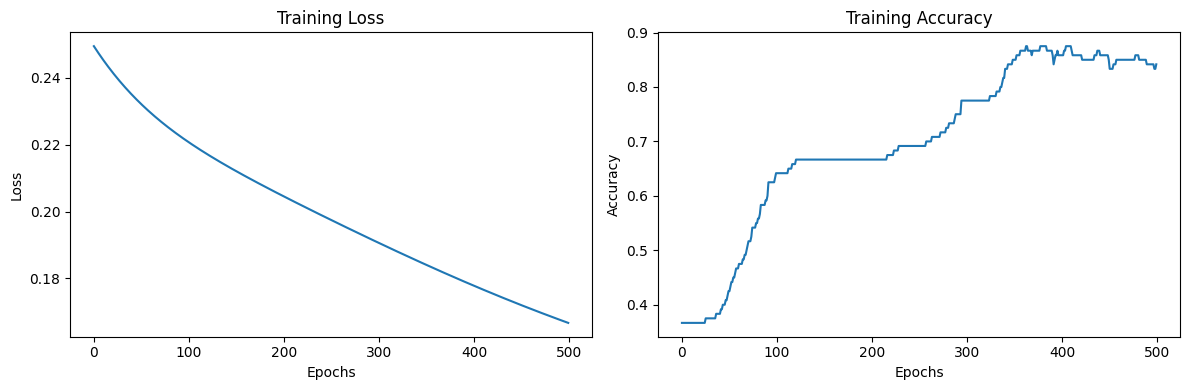 Training Loss
Loss
0.24
0.22
0.20
0.18
0 100 200 300 400 500
Epochs
Training Accuracy
Accuracy
0.9
0.8
0.7
0.6
0.5
0.4
0 100 200 300 400 500
Epochs